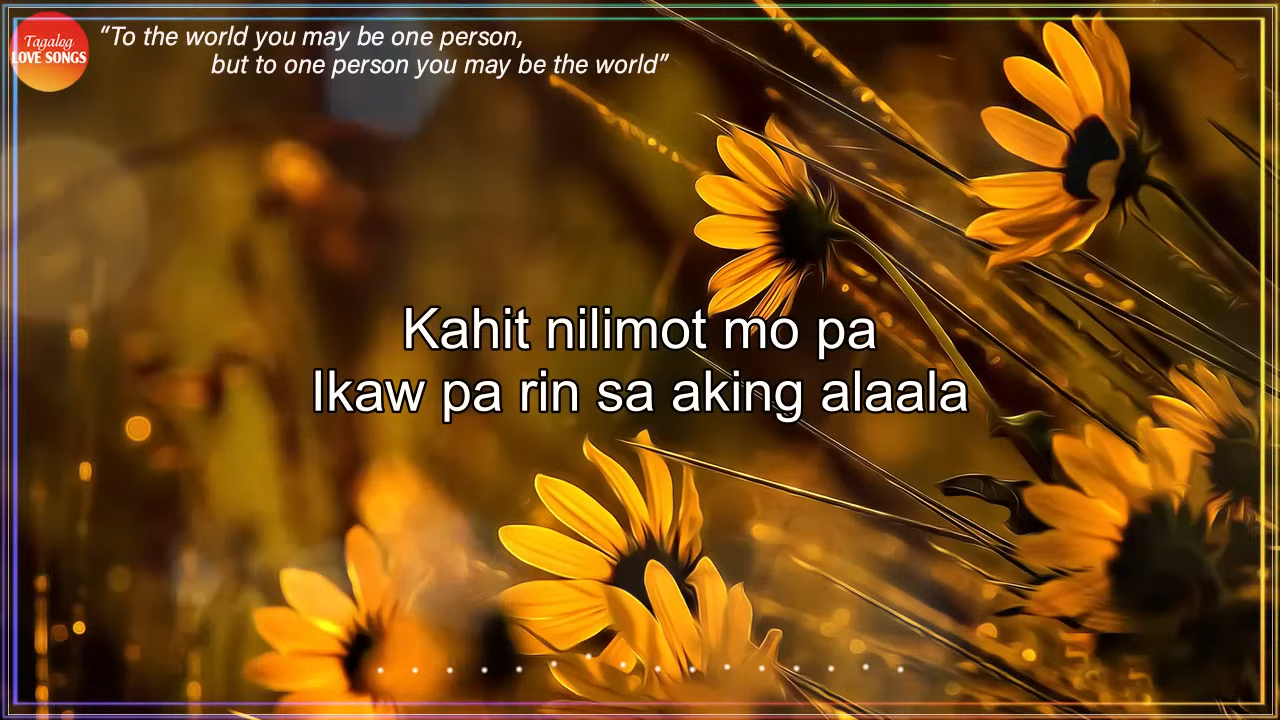 Tagalog
LOVE SONGS
“To the world you may be one person,
but to one person you may be the world”
Kahit nilimot mo pa
Ikaw pa rin sa aking alaala